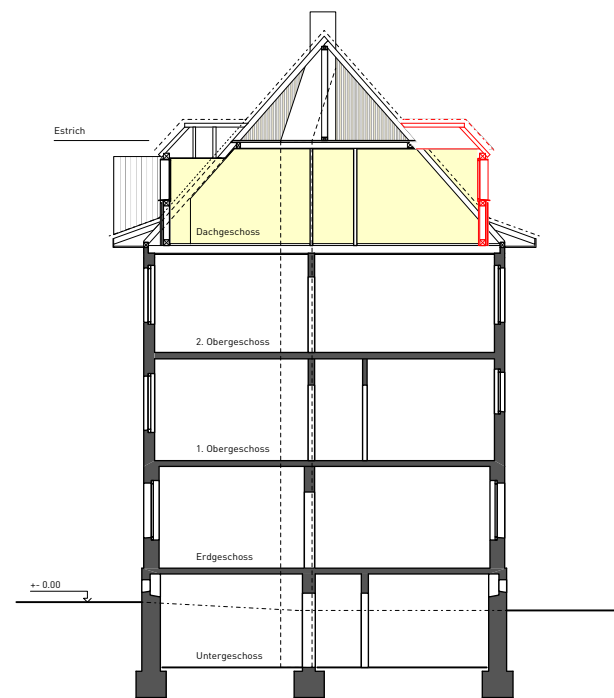 Estrich
Dachgeschoss
2. Obergeschoss
1. Obergeschoss
Erdgeschoss
+- 0.00
Untergeschoss